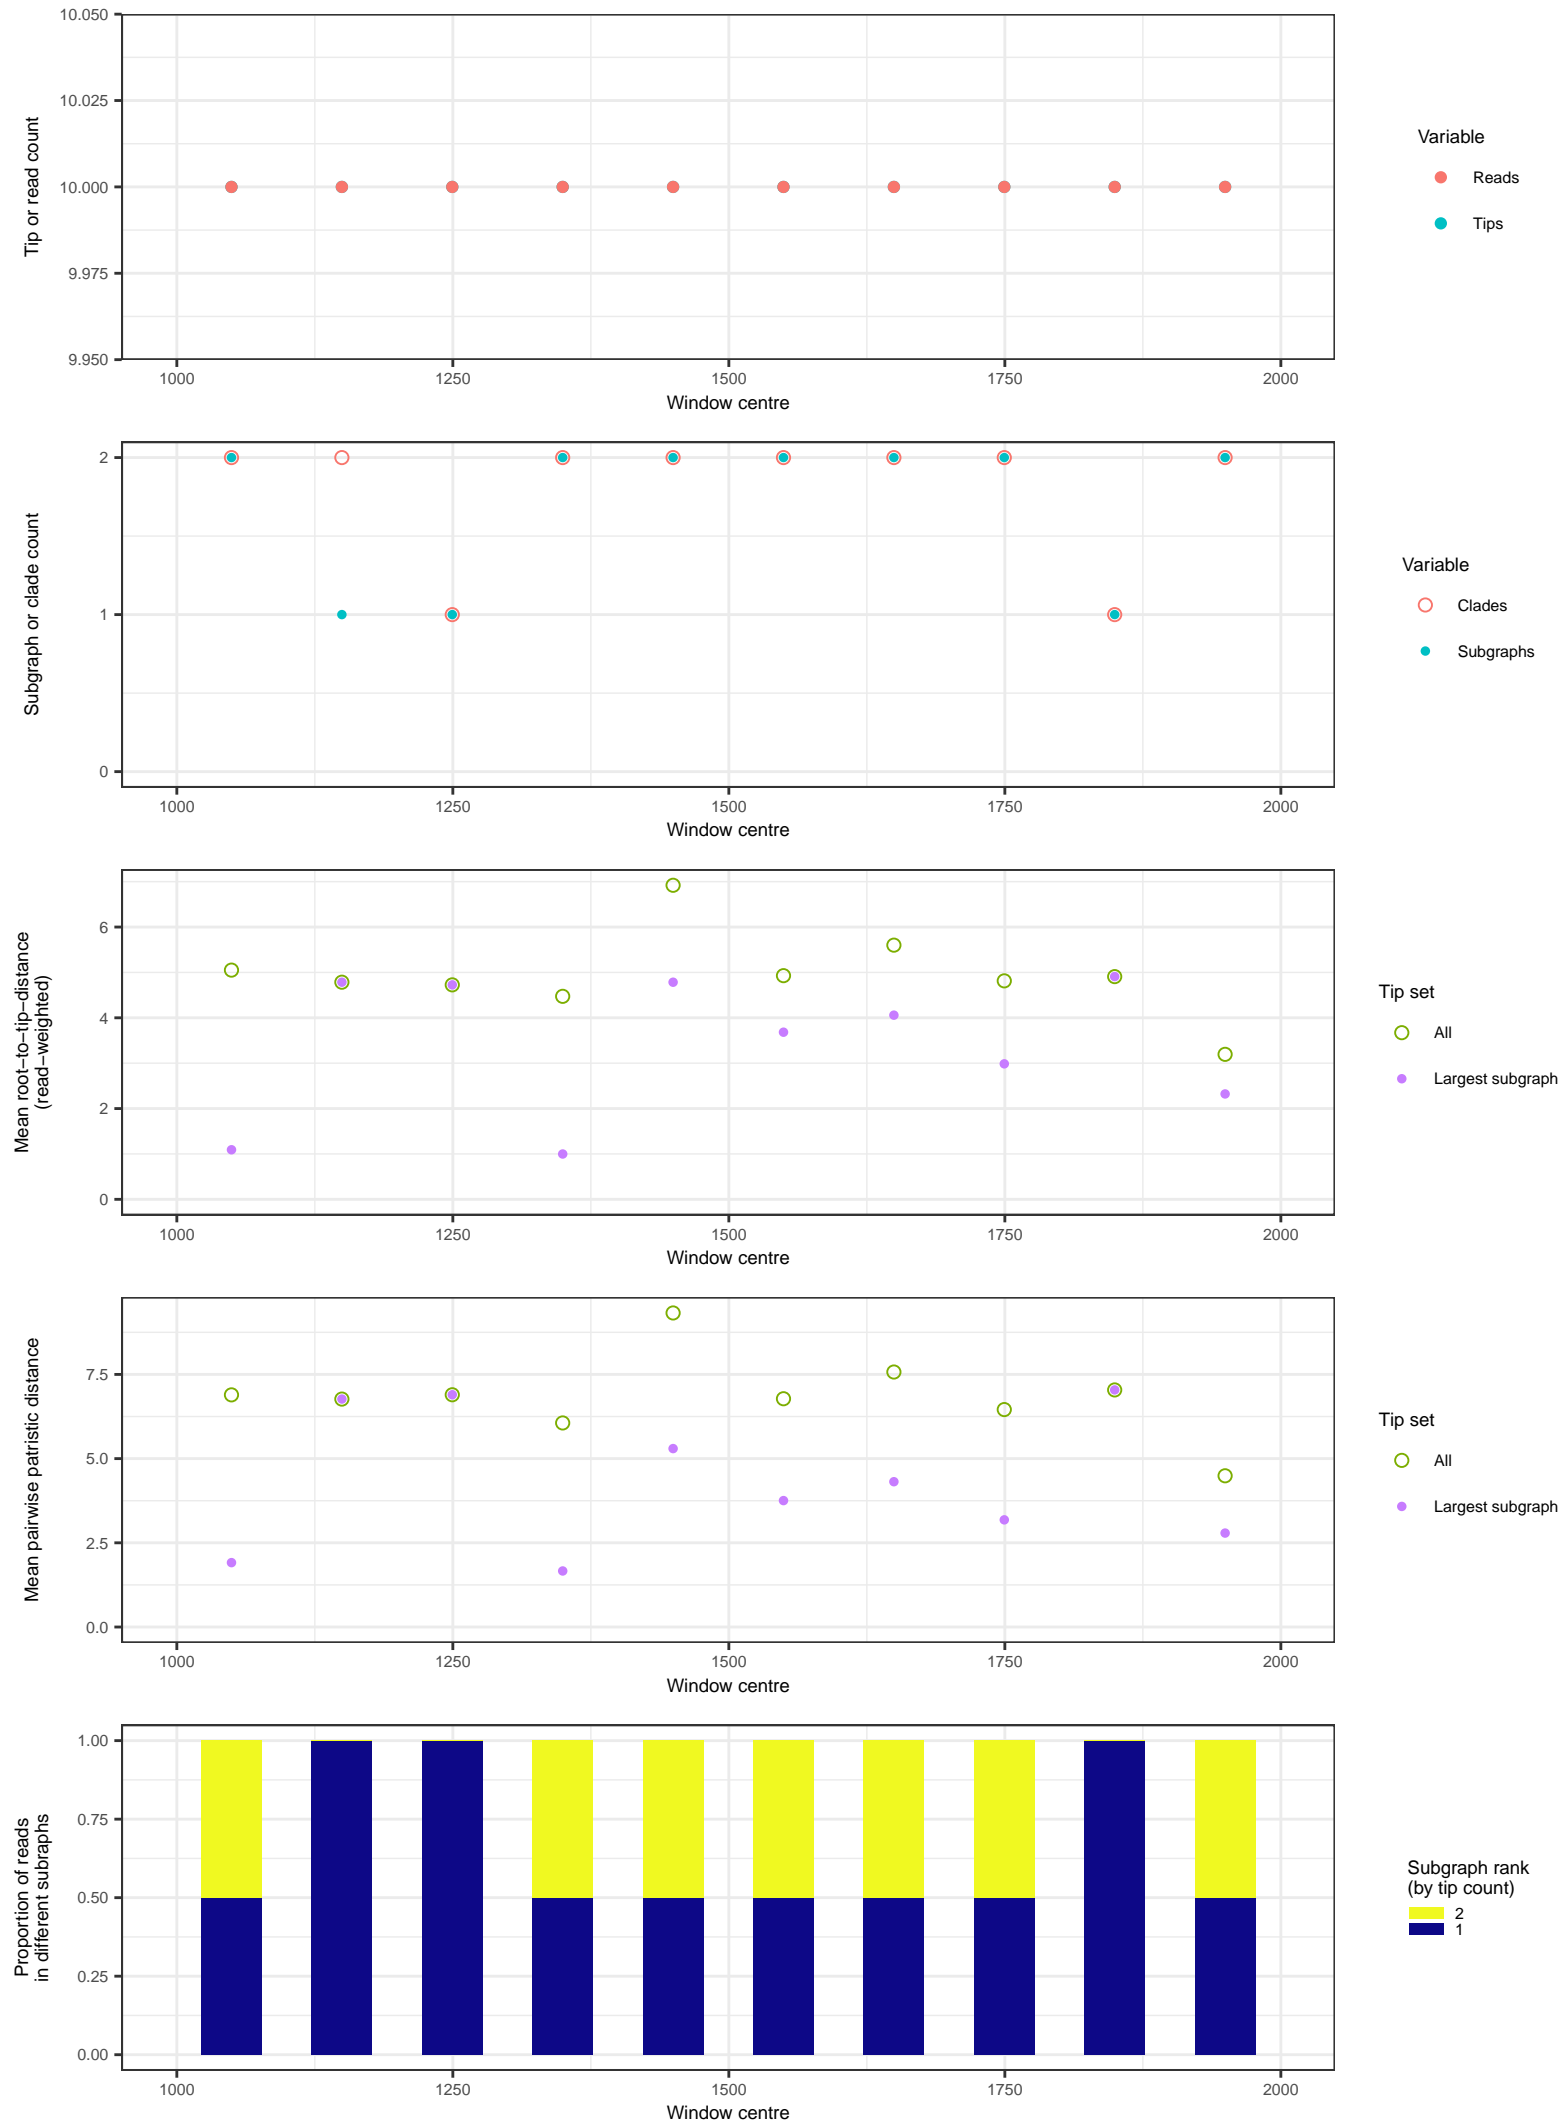 10.050
10.025
10.000
9.975
9.950
Tip or read count
1000 1250 1500 1750 2000
Window centre
Variable
Reads
Tips
2
1
0
Subgraph or clade count
1000 1250 1500 1750 2000
Window centre
Variable
Clades
Subgraphs
6
4
2
0
Mean root−to−tip−distance
(read−weighted)
1000 1250 1500 1750 2000
Window centre
Tip set
All
Largest subgraph
7.5
5.0
2.5
0.0
Mean pairwise patristic distance
1000 1250 1500 1750 2000
Window centre
Tip set
All
Largest subgraph
1.00
0.75
0.50
0.25
0.00
Proportion of reads
in different subraphs
1000 1250 1500 1750 2000
Window centre
Subgraph rank
(by tip count)
2
1